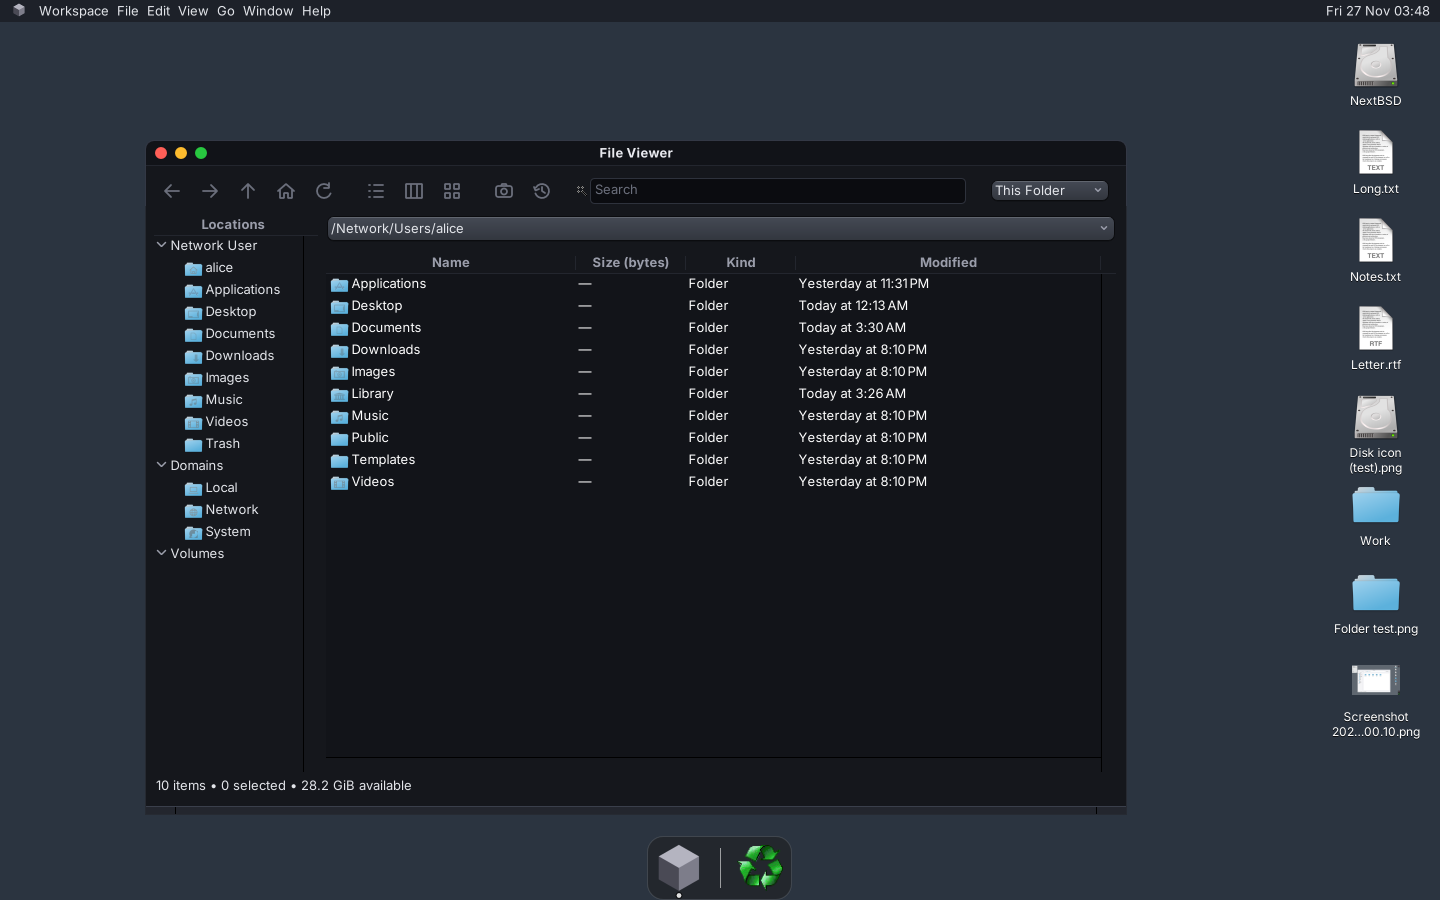 Workspace File Edit View Go Window Help
Fri 27 Nov 03:48
NextBSD
TEXT
Long.txt
TEXT
Notes.txt
RTF
Letter.rtf
Disk icon
(test).png
Work
Folder test.png
Screenshot
202...00.10.png
File Viewer
Search
This Folder
Locations
Network User
alice
Applications
Desktop
Documents
Downloads
Images
Music
Videos
Trash
Domains
Local
Network
System
Volumes
/Network/Users/alice
Name Size (bytes) Kind Modified
Applications — Folder Yesterday at 11:31 PM
Desktop — Folder Today at 12:13 AM
Documents — Folder Today at 3:30 AM
Downloads — Folder Yesterday at 8:10 PM
Images — Folder Yesterday at 8:10 PM
Library — Folder Today at 3:26 AM
Music — Folder Yesterday at 8:10 PM
Public — Folder Yesterday at 8:10 PM
Templates — Folder Yesterday at 8:10 PM
Videos — Folder Yesterday at 8:10 PM
10 items • 0 selected • 28.2 GiB available